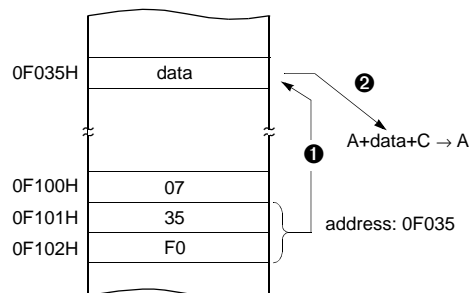 0F035H data
❷
A+data+C → A
❶
0F100H 07
0F101H 35
address: 0F035
0F102H F0